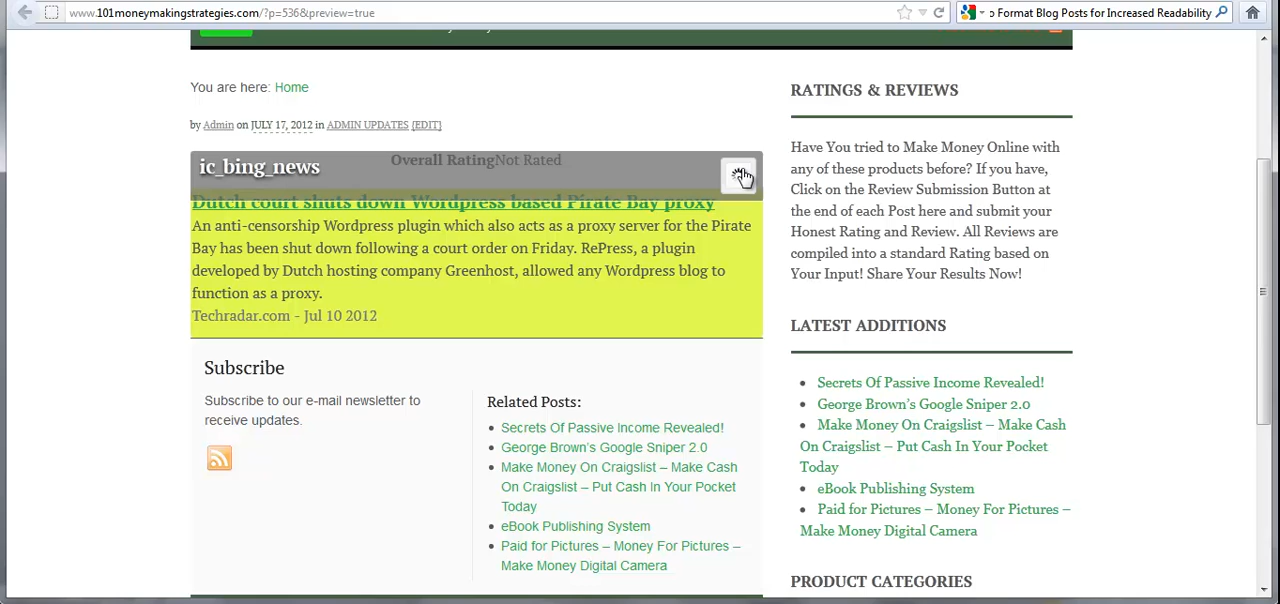 www.101moneymakingstrategies.com/?p=536&preview=true
o Format Blog Posts for Increased Readability
You are here: Home
by Admin on JULY 17, 2012 in ADMIN UPDATES [EDIT]
ic_bing_news
Overall RatingNot Rated
Dutch court shuts down Wordpress based Pirate Bay proxy
An anti-censorship Wordpress plugin which also acts as a proxy server for the Pirate
Bay has been shut down following a court order on Friday. RePress, a plugin
developed by Dutch hosting company Greenhost, allowed any Wordpress blog to
function as a proxy.
Techradar.com - Jul 10 2012
Subscribe
Subscribe to our e-mail newsletter to
receive updates.
Related Posts:
Secrets Of Passive Income Revealed!
George Brown's Google Sniper 2.0
Make Money On Craigslist – Make Cash
On Craigslist – Put Cash In Your Pocket
Today
eBook Publishing System
Paid for Pictures – Money For Pictures –
Make Money Digital Camera
RATINGS & REVIEWS
Have You tried to Make Money Online with
any of these products before? If you have,
Click on the Review Submission Button at
the end of each Post here and submit your
Honest Rating and Review. All Reviews are
compiled into a standard Rating based on
Your Input! Share Your Results Now!
LATEST ADDITIONS
Secrets Of Passive Income Revealed!
George Brown's Google Sniper 2.0
Make Money On Craigslist – Make Cash
On Craigslist – Put Cash In Your Pocket
Today
eBook Publishing System
Paid for Pictures – Money For Pictures –
Make Money Digital Camera
PRODUCT CATEGORIES